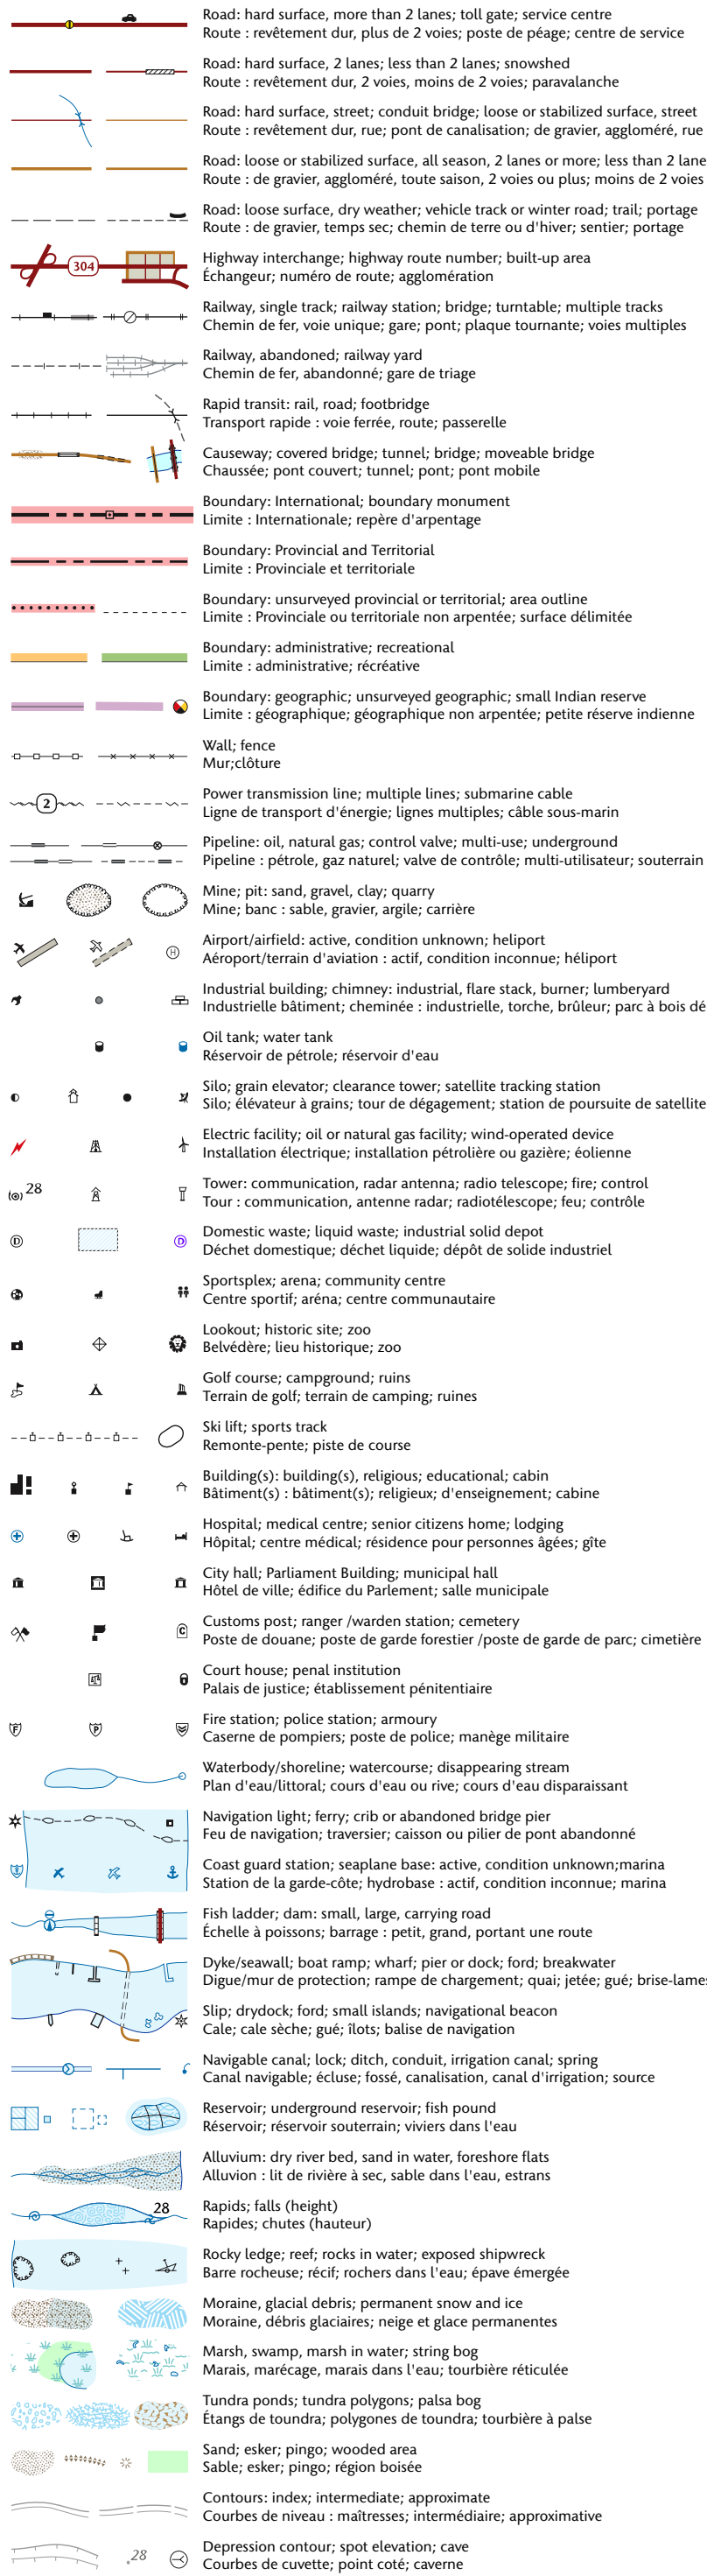 Road: hard surface, more than 2 lanes; toll gate; service centre
Route : revêtement dur, plus de 2 voies; poste de péage; centre de service
Road: hard surface, 2 lanes; less than 2 lanes; snowshed
Route : revêtement dur, 2 voies, moins de 2 voies; paravalanche
Road: hard surface, street; conduit bridge; loose or stabilized surface, street
Route : revêtement dur, rue; pont de canalisation; de gravier, aggloméré, rue
Road: loose or stabilized surface, all season, 2 lanes or more; less than 2 lane
Route : de gravier, aggloméré, toute saison, 2 voies ou plus; moins de 2 voies
Road: loose surface, dry weather; vehicle track or winter road; trail; portage
Route : de gravier, temps sec; chemin de terre ou d'hiver; sentier; portage
304
Highway interchange; highway route number; built-up area
Échangeur; numéro de route; agglomération
Railway, single track; railway station; bridge; turntable; multiple tracks
Chemin de fer, voie unique; gare; pont; plaque tournante; voies multiples
Railway, abandoned; railway yard
Chemin de fer, abandonné; gare de triage
Rapid transit: rail, road; footbridge
Transport rapide : voie ferrée, route; passerelle
Causeway; covered bridge; tunnel; bridge; moveable bridge
Chaussée; pont couvert; tunnel; pont; pont mobile
Boundary: International; boundary monument
Limite : Internationale; repère d'arpentage
Boundary: Provincial and Territorial
Limite : Provinciale et territoriale
Boundary: unsurveyed provincial or territorial; area outline
Limite : Provinciale ou territoriale non arpentée; surface délimitée
Boundary: administrative; recreational
Limite : administrative; récréative
Boundary: geographic; unsurveyed geographic; small Indian reserve
Limite : géographique; géographique non arpentée; petite réserve indienne
Wall; fence
Mur;clôture
2
Power transmission line; multiple lines; submarine cable
Ligne de transport d'énergie; lignes multiples; câble sous-marin
Pipeline: oil, natural gas; control valve; multi-use; underground
Pipeline : pétrole, gaz naturel; valve de contrôle; multi-utilisateur; souterrain
Mine; pit: sand, gravel, clay; quarry
Mine; banc : sable, gravier, argile; carrière
H
Airport/airfield: active, condition unknown; heliport
Aéroport/terrain d'aviation : actif, condition inconnue; héliport
Industrial building; chimney: industrial, flare stack, burner; lumberyard
Industrielle bâtiment; cheminée : industrielle, torche, brûleur; parc à bois dé
Oil tank; water tank
Réservoir de pétrole; réservoir d'eau
Silo; grain elevator; clearance tower; satellite tracking station
Silo; élévateur à grains; tour de dégagement; station de poursuite de satellite
Electric facility; oil or natural gas facility; wind-operated device
Installation électrique; installation pétrolière ou gazière; éolienne
28
Tower: communication, radar antenna; radio telescope; fire; control
Tour : communication, antenne radar; radiotélescope; feu; contrôle
D
D
Domestic waste; liquid waste; industrial solid depot
Déchet domestique; déchet liquide; dépôt de solide industriel
Sportsplex; arena; community centre
Centre sportif; aréna; centre communautaire
Lookout; historic site; zoo
Belvédère; lieu historique; zoo
Golf course; campground; ruins
Terrain de golf; terrain de camping; ruines
Ski lift; sports track
Remonte-pente; piste de course
Building(s): building(s), religious; educational; cabin
Bâtiment(s) : bâtiment(s); religieux; d'enseignement; cabine
Hospital; medical centre; senior citizens home; lodging
Hôpital; centre médical; résidence pour personnes âgées; gîte
City hall; Parliament Building; municipal hall
Hôtel de ville; édifice du Parlement; salle municipale
C
Customs post; ranger /warden station; cemetery
Poste de douane; poste de garde forestier /poste de garde de parc; cimetière
Court house; penal institution
Palais de justice; établissement pénitentiaire
F
P
Fire station; police station; armoury
Caserne de pompiers; poste de police; manège militaire
Waterbody/shoreline; watercourse; disappearing stream
Plan d'eau/littoral; cours d'eau ou rive; cours d'eau disparaissant
Navigation light; ferry; crib or abandoned bridge pier
Feu de navigation; traversier; caisson ou pilier de pont abandonné
Coast guard station; seaplane base: active, condition unknown;marina
Station de la garde-côte; hydrobase : actif, condition inconnue; marina
Fish ladder; dam: small, large, carrying road
Échelle à poissons; barrage : petit, grand, portant une route
Dyke/seawall; boat ramp; wharf; pier or dock; ford; breakwater
Digue/mur de protection; rampe de chargement; quai; jetée; gué; brise-lames
Slip; drydock; ford; small islands; navigational beacon
Cale; cale sèche; gué; îlots; balise de navigation
Navigable canal; lock; ditch, conduit, irrigation canal; spring
Canal navigable; écluse; fossé, canalisation, canal d'irrigation; source
Reservoir; underground reservoir; fish pound
Réservoir; réservoir souterrain; viviers dans l'eau
Alluvium: dry river bed, sand in water, foreshore flats
Alluvion : lit de rivière à sec, sable dans l'eau, estrans
28
Rapids; falls (height)
Rapides; chutes (hauteur)
Rocky ledge; reef; rocks in water; exposed shipwreck
Barre rocheuse; récif; rochers dans l'eau; épave émergée
Moraine, glacial debris; permanent snow and ice
Moraine, débris glaciaires; neige et glace permanentes
Marsh, swamp, marsh in water; string bog
Marais, marécage, marais dans l'eau; tourbière réticulée
Tundra ponds; tundra polygons; palsa bog
Étangs de toundra; polygones de toundra; tourbière à palse
Sand; esker; pingo; wooded area
Sable; esker; pingo; région boisée
Contours: index; intermediate; approximate
Courbes de niveau : maîtresses; intermédiaire; approximative
28
Depression contour; spot elevation; cave
Courbes de cuvette; point coté; caverne